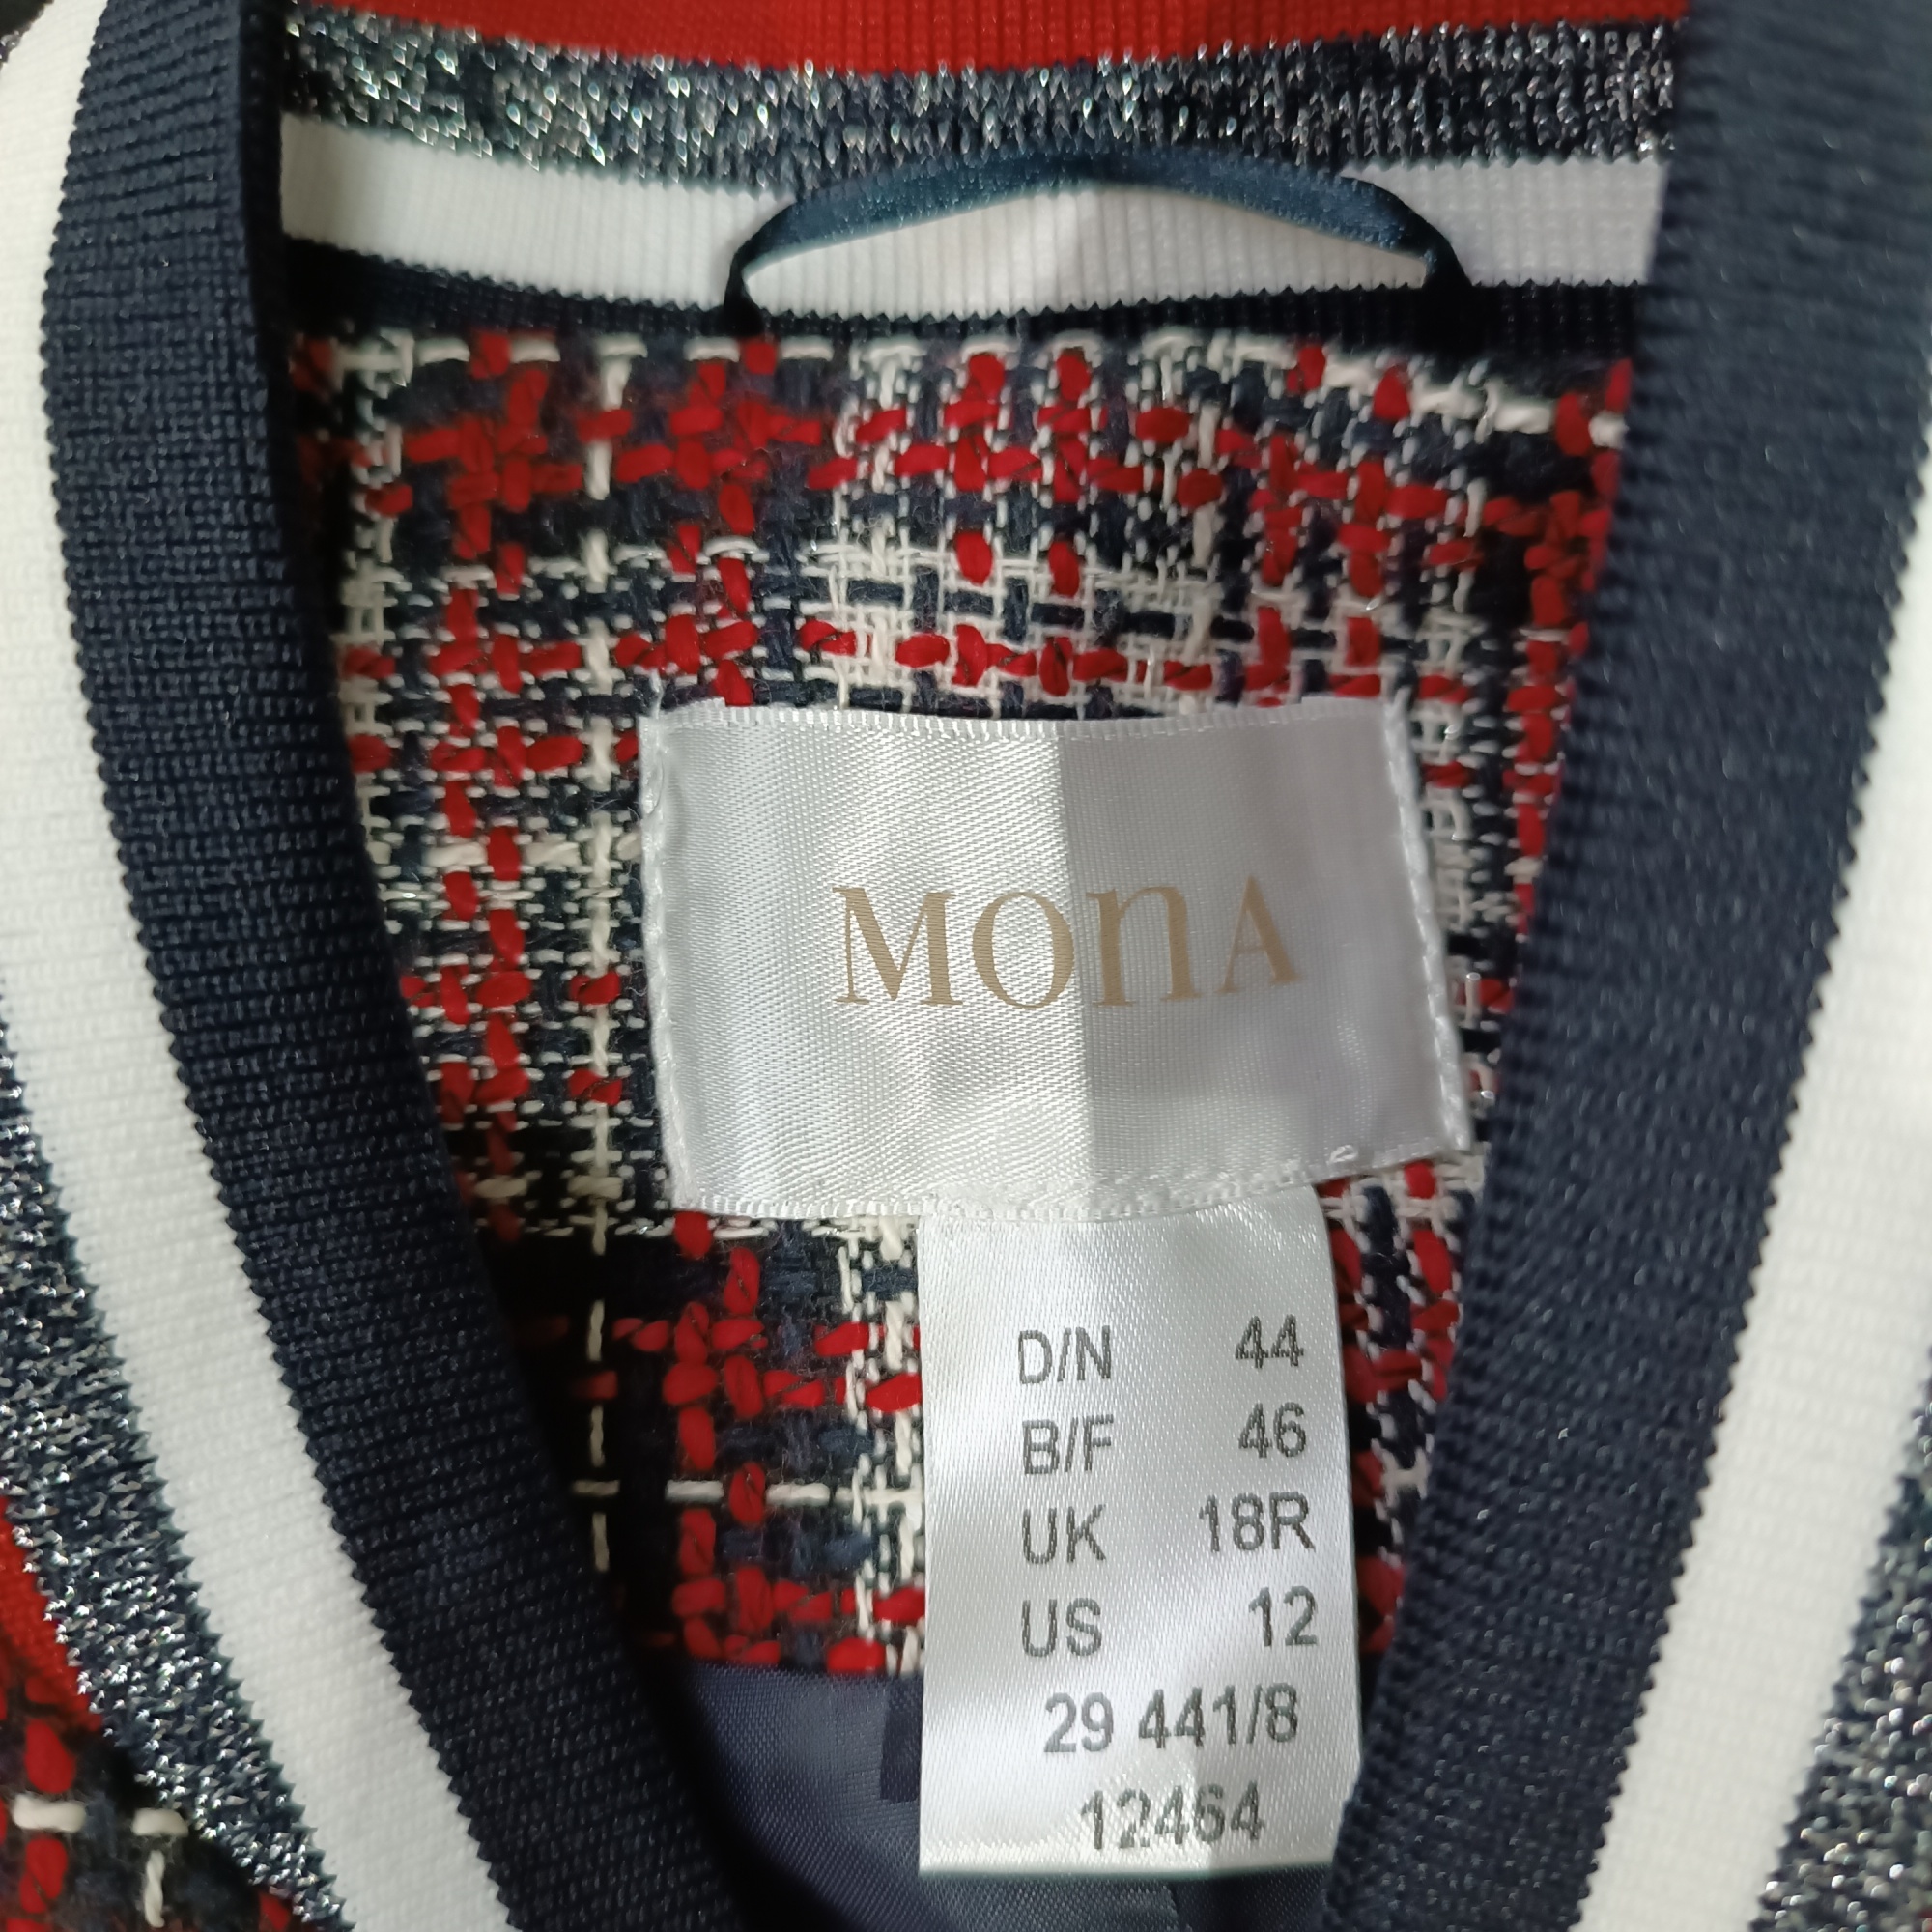 MONA
D/N 44
B/F 46
UK 18R
US 12
29 441/8
12464